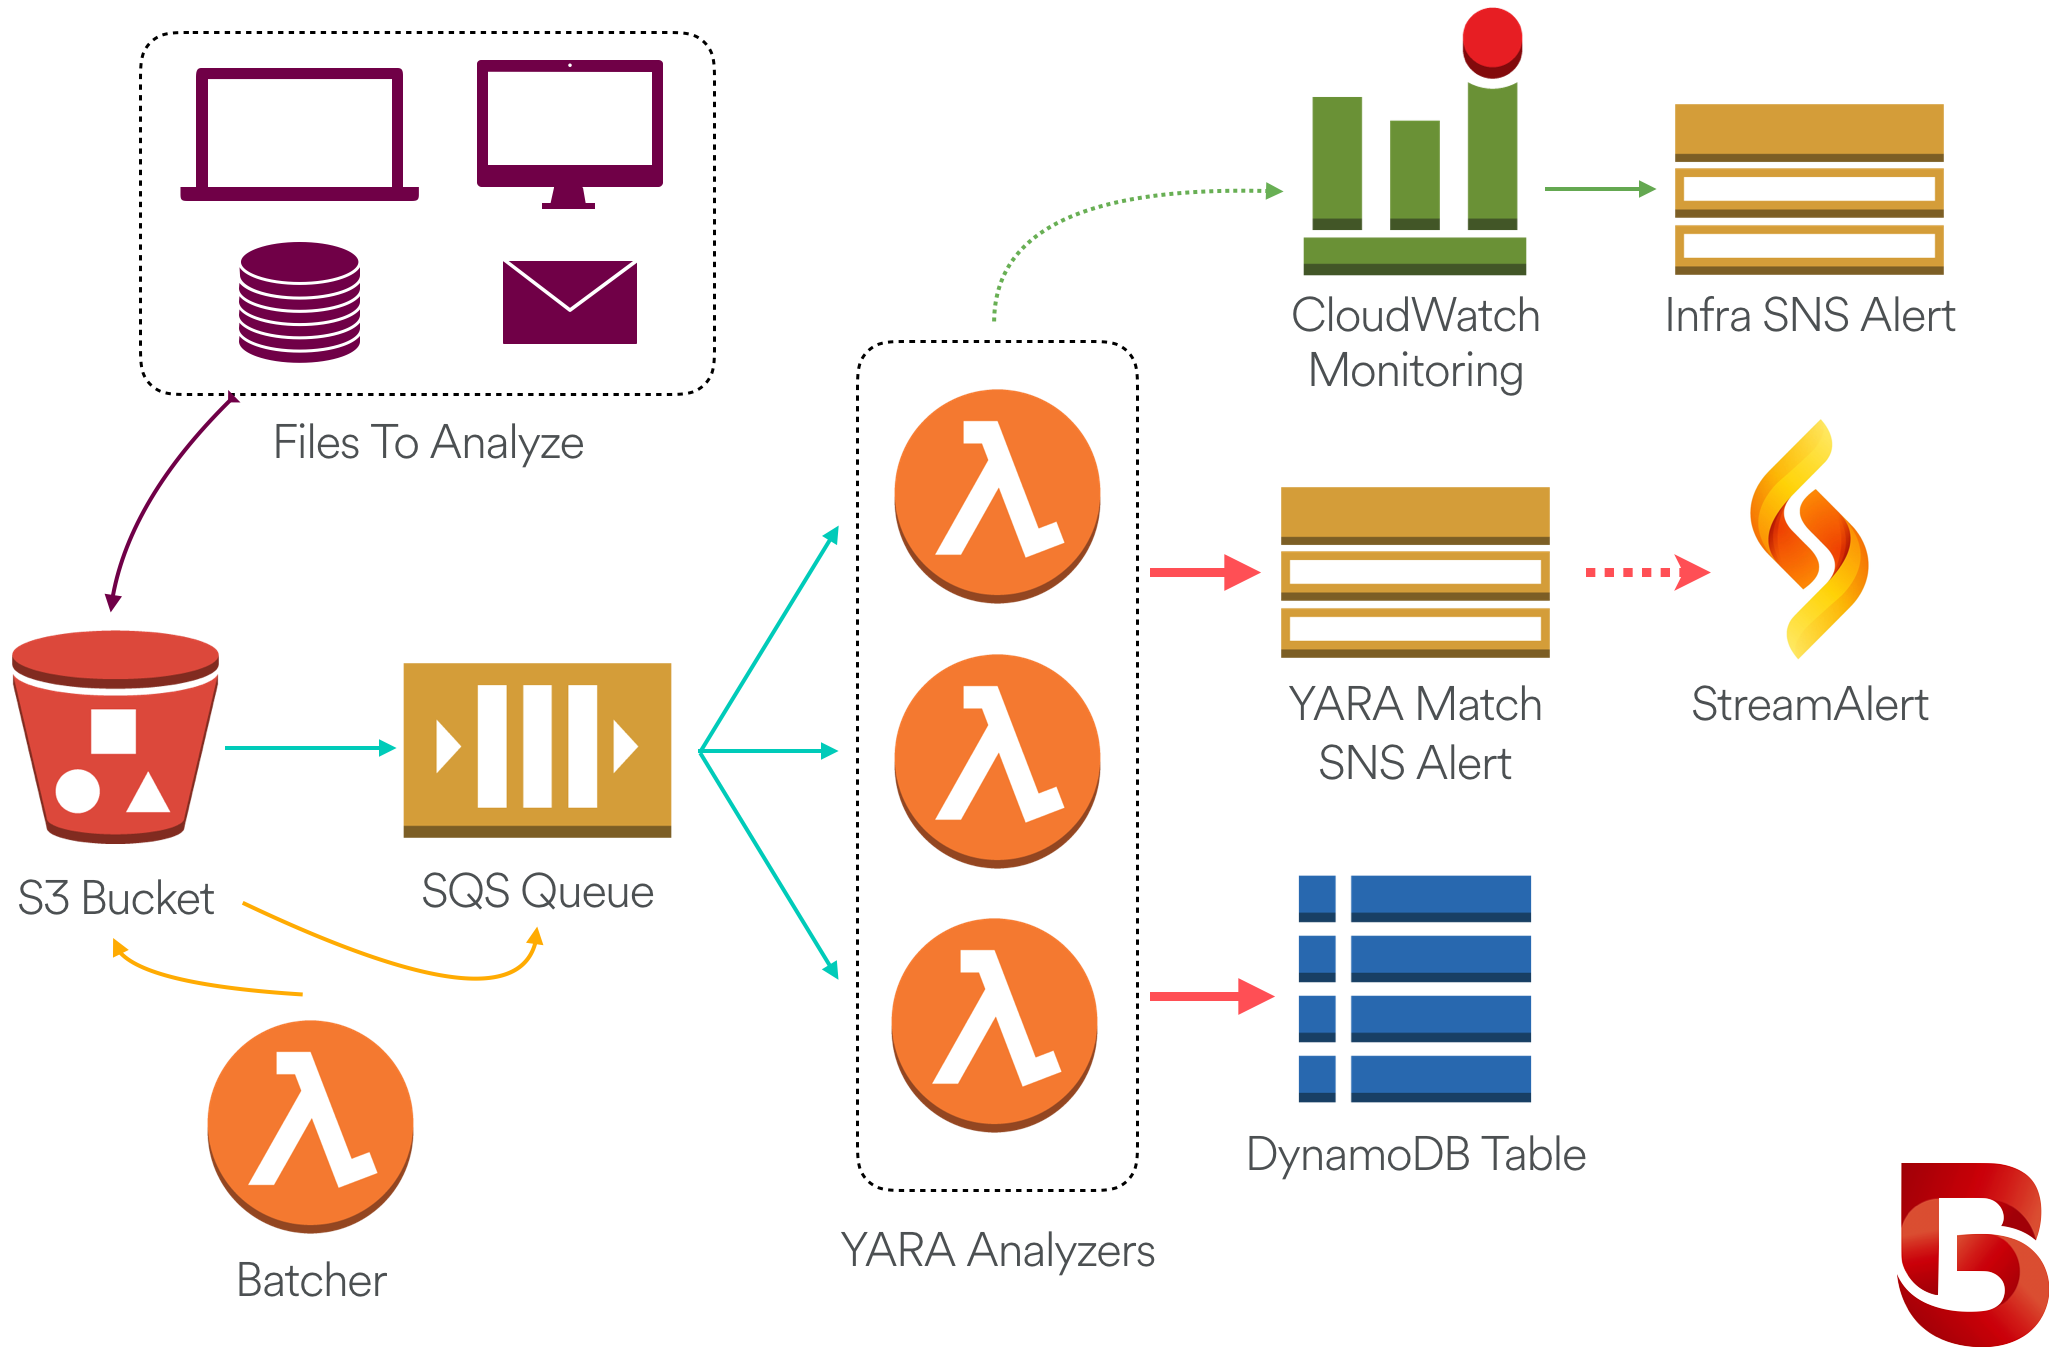 CloudWatch
Monitoring
Infra SNS Alert
Files To Analyze
YARA Match
SNS Alert
StreamAlert
S3 Bucket
SQS Queue
DynamoDB Table
YARA Analyzers
Batcher
B